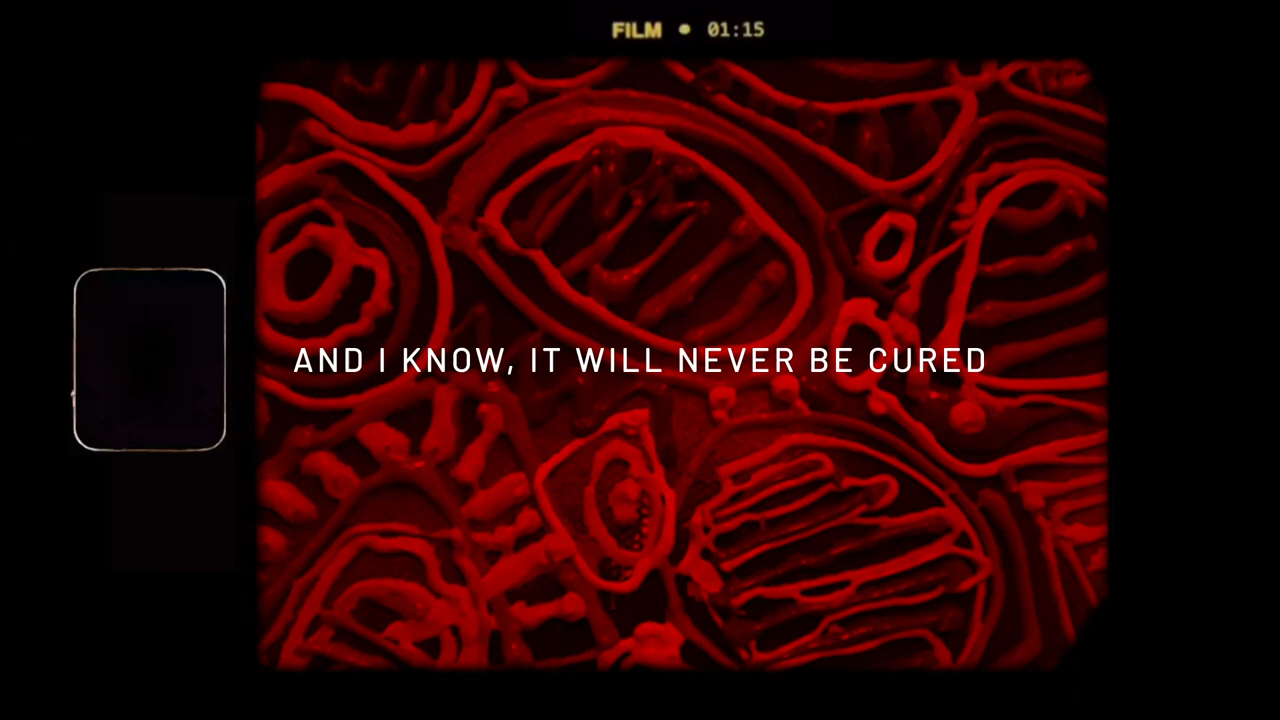 FILM • 01:15
AND I KNOW, IT WILL NEVER BE CURED